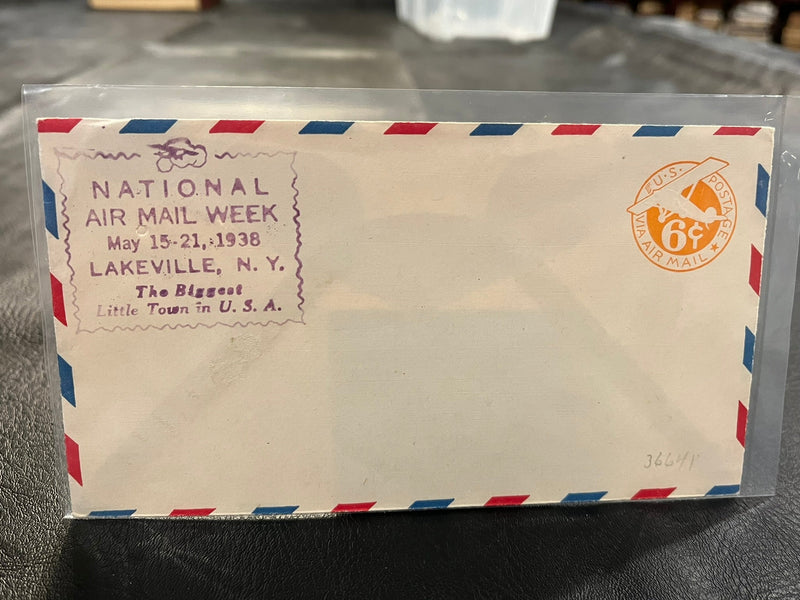 NATIONAL
AIR MAIL WEEK
May 15-21, 1938
LAKEVILLE, N. Y.
The Biggest
Little Town in U. S. A.
U.S. POSTAGE
6¢
VIA AIR MAIL